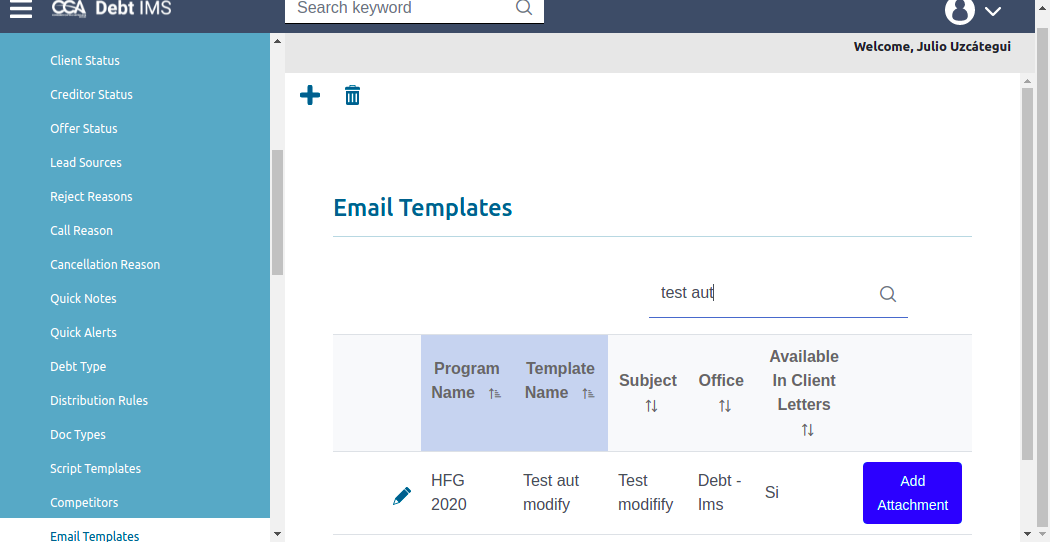 CGA Debt IMS
Search keyword
Welcome, Julio Uzcátegui
Client Status
Creditor Status
Offer Status
Lead Sources
Reject Reasons
Call Reason
Cancellation Reason
Quick Notes
Quick Alerts
Debt Type
Distribution Rules
Doc Types
Script Templates
Competitors
Email Templates
Email Templates
test aut
Program
Name
Template
Name
Subject
Office
Available
In Client
Letters
HFG
2020
Test aut
modify
Test
modifify
Debt -
Ims
Si
Add
Attachment